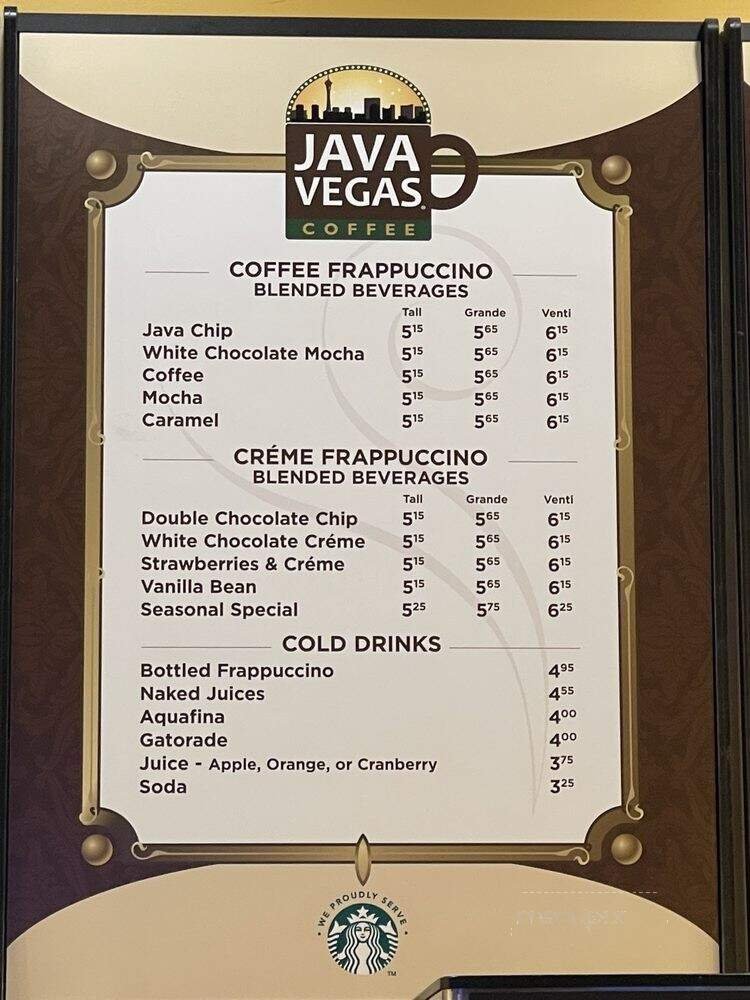 JAVA
VEGAS
COFFEE
COFFEE FRAPPUCCINO
BLENDED BEVERAGES
Tall Grande Venti
Java Chip 515 565 615
White Chocolate Mocha 515 565 615
Coffee 515 565 615
Mocha 515 565 615
Caramel 515 565 615
CRÉME FRAPPUCCINO
BLENDED BEVERAGES
Tall Grande Venti
Double Chocolate Chip 515 565 615
White Chocolate Créme 515 565 615
Strawberries & Créme 515 565 615
Vanilla Bean 515 565 615
Seasonal Special 525 575 625
COLD DRINKS
Bottled Frappuccino 495
Naked Juices 455
Aquafina 400
Gatorade 400
Juice - Apple, Orange, or Cranberry 375
Soda 325
WE PROUDLY SERVE
TM